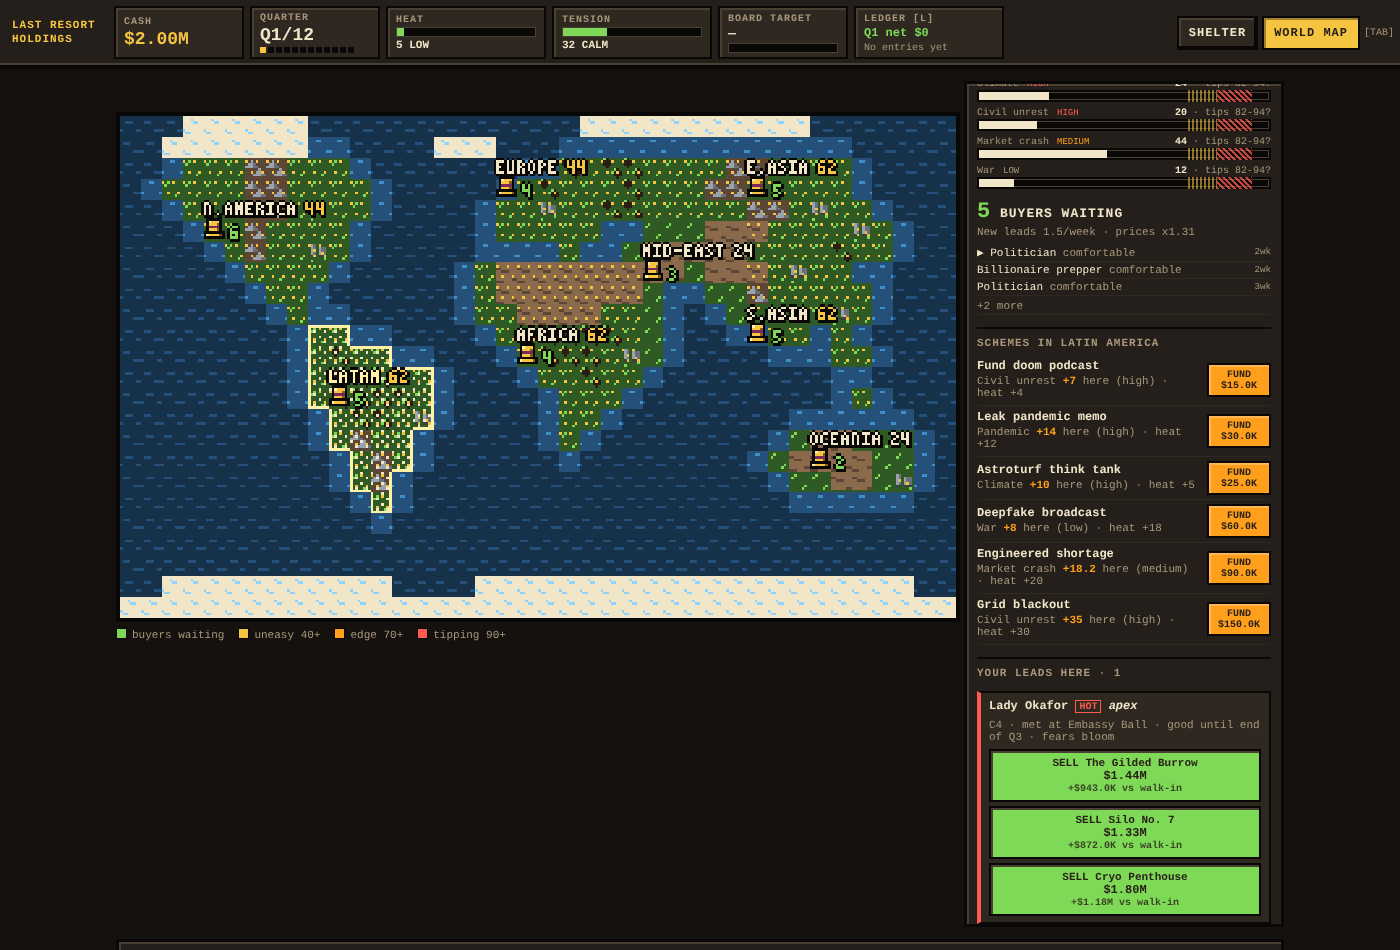 LAST RESORT
HOLDINGS
CASH
$2.00M
QUARTER
Q1/12
HEAT
5 LOW
TENSION
32 CALM
BOARD TARGET
—
LEDGER [L]
Q1 net $0
No entries yet
SHELTER
WORLD MAP
[TAB]
N. AMERICA 44
6
EUROPE 44
4
E. ASIA 62
5
MID-EAST 24
3
S. ASIA 62
5
AFRICA 62
4
LATAM 62
5
OCEANIA 24
2
buyers waiting
uneasy 40+
edge 70+
tipping 90+
Climate HIGH 24 · tips 82-94?
Civil unrest HIGH 20 · tips 82-94?
Market crash MEDIUM 44 · tips 82-94?
War LOW 12 · tips 82-94?
5 BUYERS WAITING
New leads 1.5/week · prices x1.31
▶ Politician comfortable 2wk
Billionaire prepper comfortable 2wk
Politician comfortable 3wk
+2 more
SCHEMES IN LATIN AMERICA
Fund doom podcast
Civil unrest +7 here (high) ·
heat +4
FUND
$15.0K
Leak pandemic memo
Pandemic +14 here (high) · heat
+12
FUND
$30.0K
Astroturf think tank
Climate +10 here (high) · heat +5
FUND
$25.0K
Deepfake broadcast
War +8 here (low) · heat +18
FUND
$60.0K
Engineered shortage
Market crash +18.2 here (medium)
· heat +20
FUND
$90.0K
Grid blackout
Civil unrest +35 here (high) ·
heat +30
FUND
$150.0K
YOUR LEADS HERE · 1
Lady Okafor HOT apex
C4 · met at Embassy Ball · good until end
of Q3 · fears bloom
SELL The Gilded Burrow
$1.44M
+$943.0K vs walk-in
SELL Silo No. 7
$1.33M
+$872.0K vs walk-in
SELL Cryo Penthouse
$1.80M
+$1.18M vs walk-in